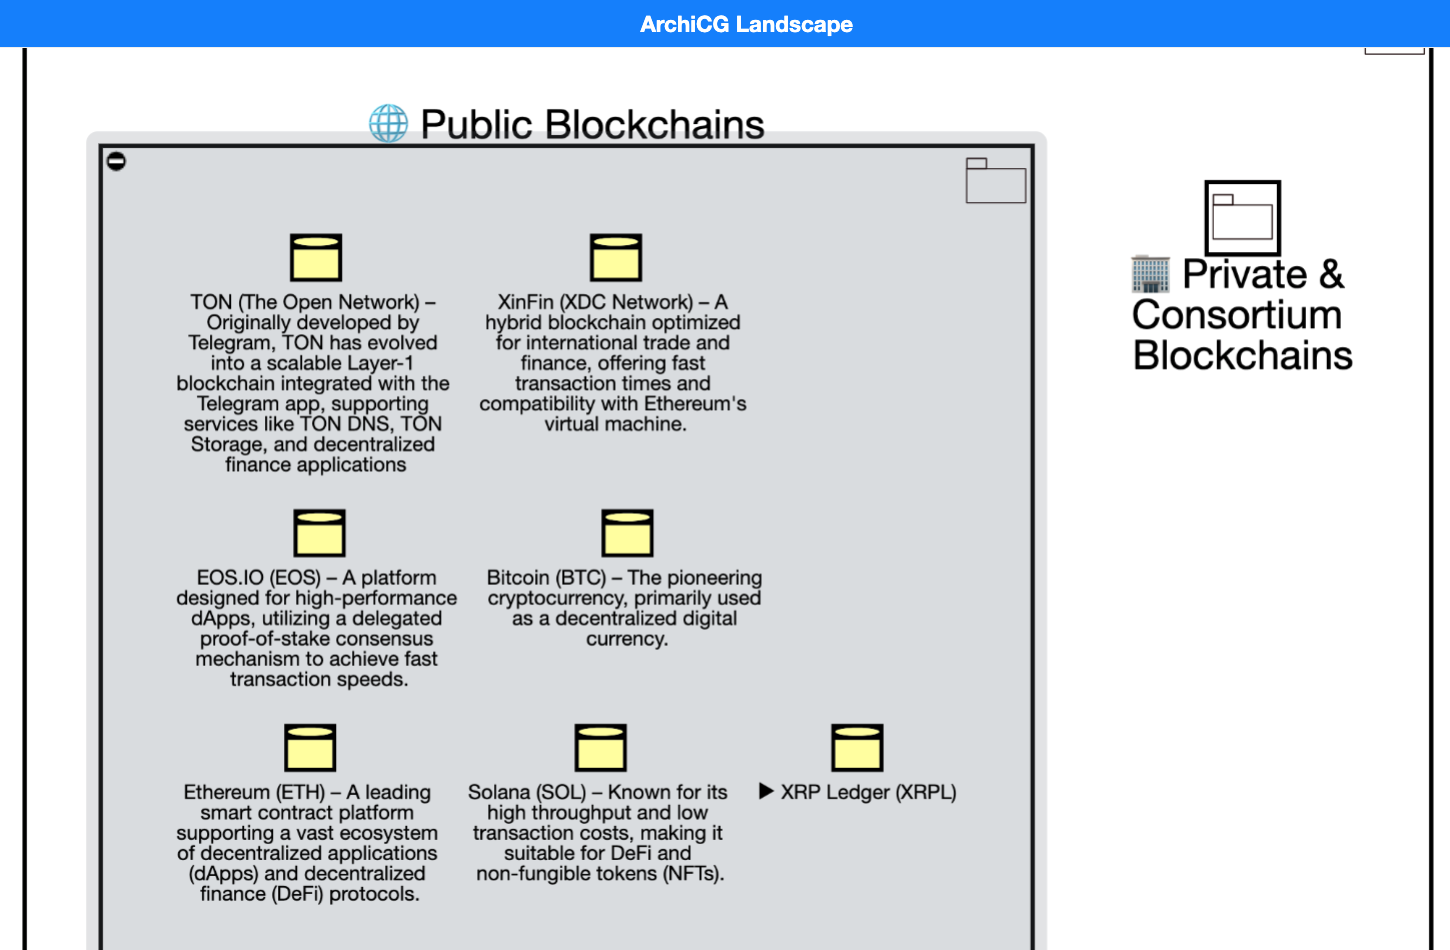 ArchiCG Landscape
🌐 Public Blockchains
TON (The Open Network) –
Originally developed by
Telegram, TON has evolved
into a scalable Layer-1
blockchain integrated with the
Telegram app, supporting
services like TON DNS, TON
Storage, and decentralized
finance applications
XinFin (XDC Network) – A
hybrid blockchain optimized
for international trade and
finance, offering fast
transaction times and
compatibility with Ethereum's
virtual machine.
🏢 Private &
Consortium
Blockchains
EOS.IO (EOS) – A platform
designed for high-performance
dApps, utilizing a delegated
proof-of-stake consensus
mechanism to achieve fast
transaction speeds.
Bitcoin (BTC) – The pioneering
cryptocurrency, primarily used
as a decentralized digital
currency.
Ethereum (ETH) – A leading
smart contract platform
supporting a vast ecosystem
of decentralized applications
(dApps) and decentralized
finance (DeFi) protocols.
Solana (SOL) – Known for its
high throughput and low
transaction costs, making it
suitable for DeFi and
non-fungible tokens (NFTs).
▶ XRP Ledger (XRPL)